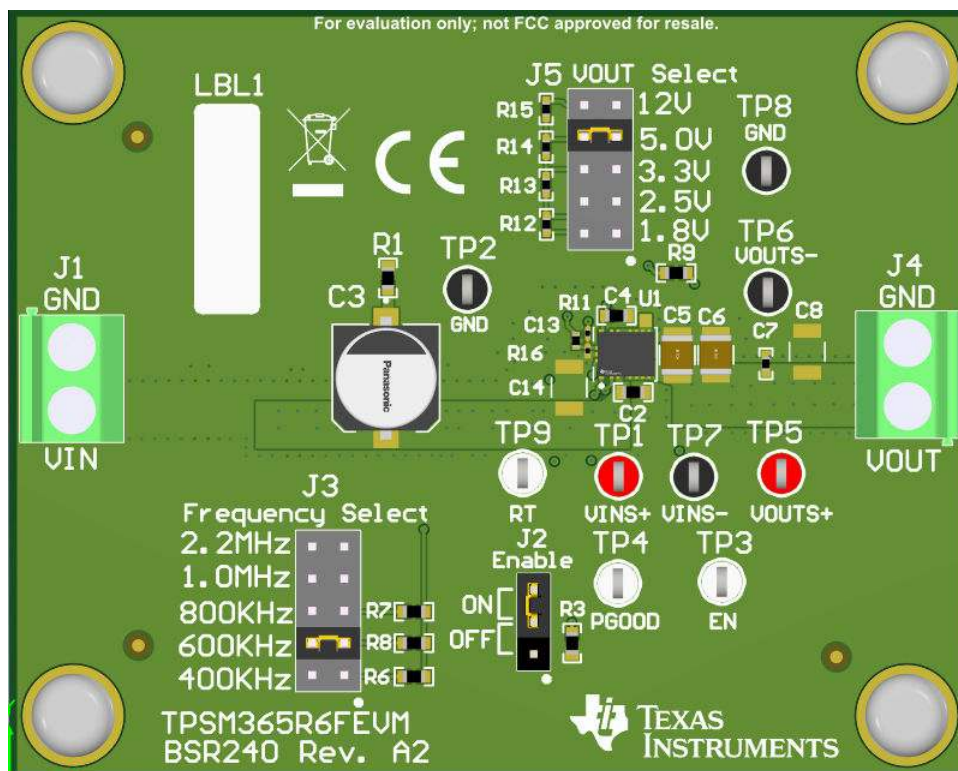 For evaluation only; not FCC approved for resale.
J5 VOUT Select
LBL1
R15
12V
TP8
GND
R14
5.0V
CE
R13
3.3V
2.5V
R12
1.8V
TP6
VOUTS-
R1
TP2
R9
J1
GND
J4
GND
C3
GND
C4
U1
R11
C13
C5
C6
C7
C8
R16
Panasonic
C14
C2
VIN
VOUT
TP9
TP1
TP7
TP5
RT
VINS+
VINS-
VOUTS+
J3
Frequency Select
J2
Enable
TP4
TP3
2.2MHz
1.0MHz
800KHz
R7
ON
R3
PGOOD
EN
600KHz
R8
OFF
400KHz
R6
TPSM365R6FEVM
BSR240 Rev. A2
TEXAS
INSTRUMENTS